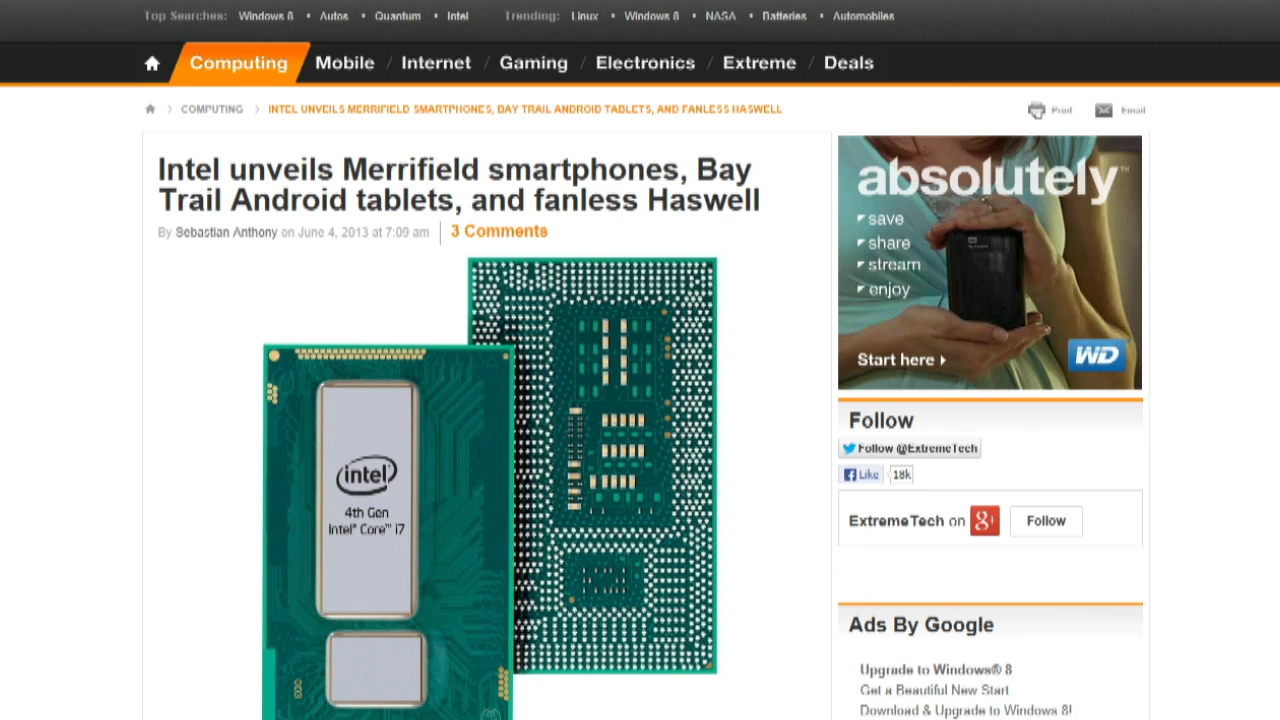 Top Searches: Windows 8 • Autos • Quantum • Intel Trending: Linux • Windows 8 • NASA • Batteries • Automobiles
Computing Mobile / Internet / Gaming / Electronics / Extreme / Deals
COMPUTING > INTEL UNVEILS MERRIFIELD SMARTPHONES, BAY TRAIL ANDROID TABLETS, AND FANLESS HASWELL
Print Email
Intel unveils Merrifield smartphones, Bay
Trail Android tablets, and fanless Haswell
By Sebastian Anthony on June 4, 2013 at 7:09 am 3 Comments
intel
4th Gen
Intel® Core™ i7
absolutely™
save
share
stream
enjoy
Start here
WD
Follow
Follow @ExtremeTech
Like 18k
ExtremeTech on g+ Follow
Ads By Google
Upgrade to Windows® 8
Get a Beautiful New Start
Download & Upgrade to Windows 8!